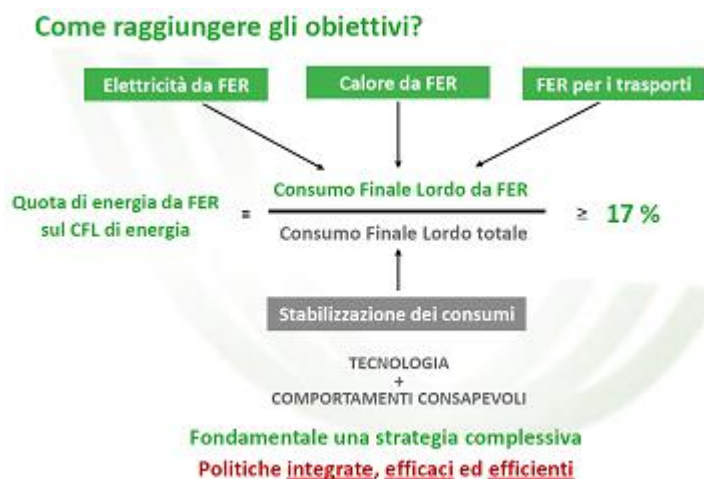 Come raggiungere gli obiettivi?
Elettricità da FER
Calore da FER
FER per i trasporti
Quota di energia da FER
sul CFL di energia
=
Consumo Finale Lordo da FER
Consumo Finale Lordo totale
≥ 17 %
Stabilizzazione dei consumi
TECNOLOGIA
+
COMPORTAMENTI CONSAPEVOLI
Fondamentale una strategia complessiva
Politiche integrate, efficaci ed efficienti